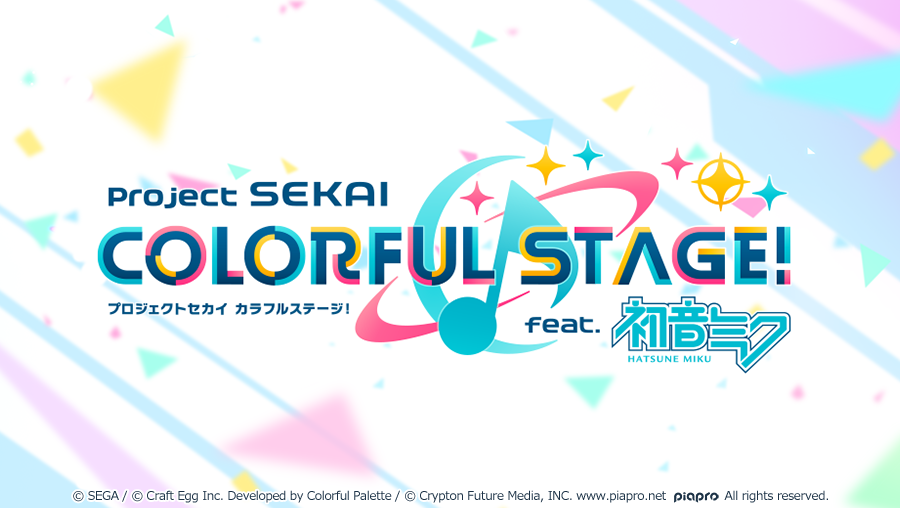 Project SEKAI
COLORFUL STAGE!
プロジェクトセカイ カラフルステージ!
feat. 初音ミク
HATSUNE MIKU
© SEGA / © Craft Egg Inc. Developed by Colorful Palette / © Crypton Future Media, INC. www.piapro.net piapro All rights reserved.